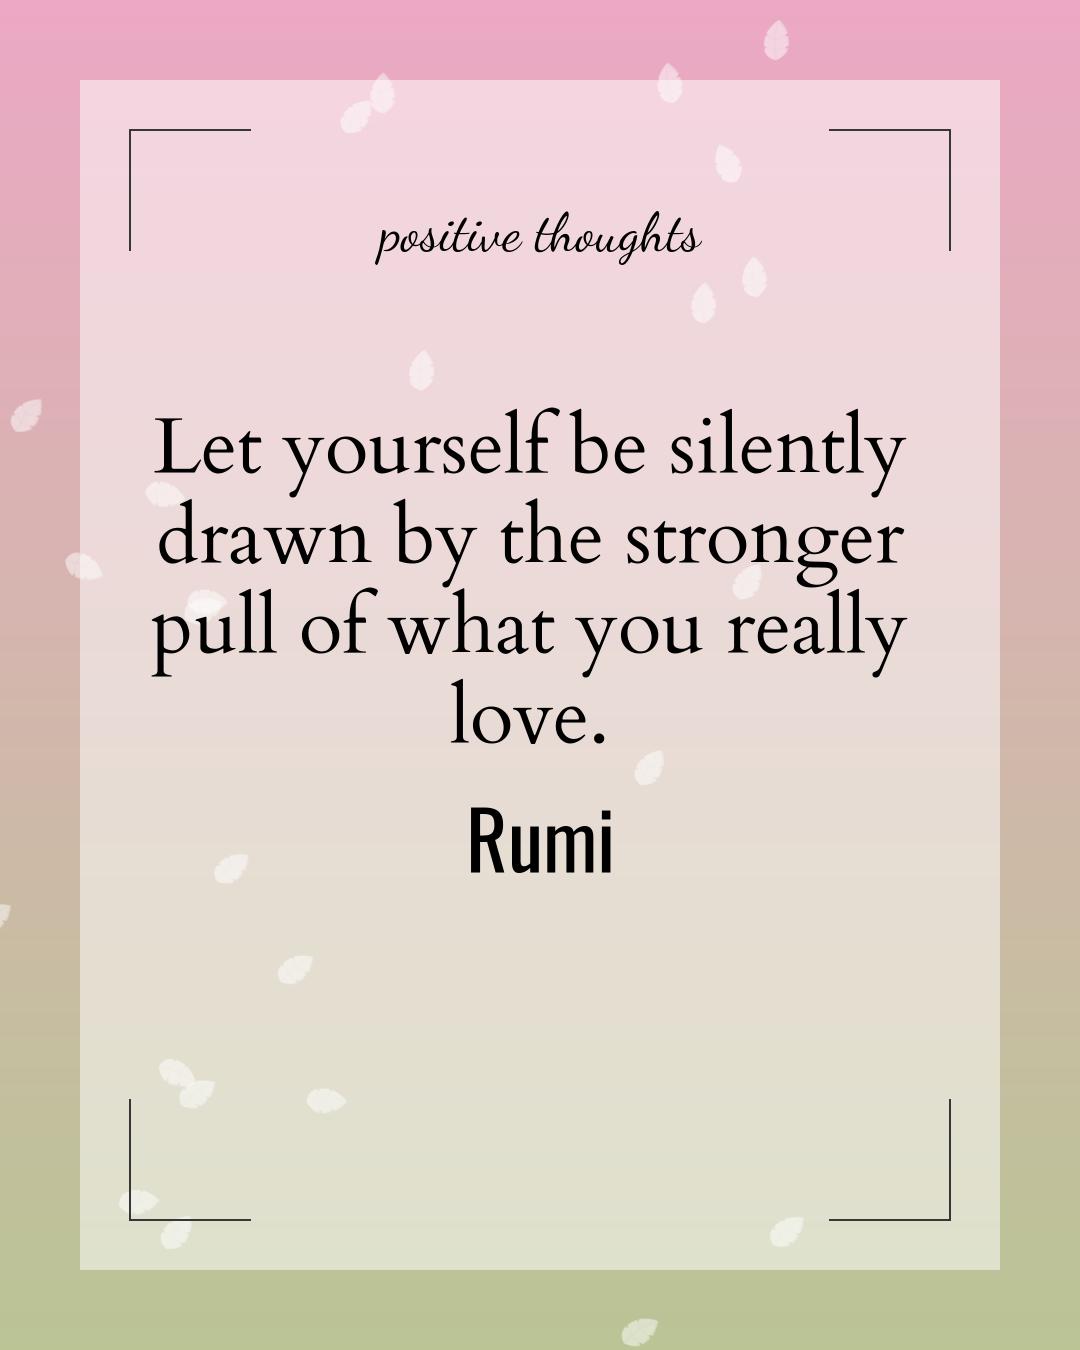 positive thoughts
Let yourself be silently
drawn by the stronger
pull of what you really
love.
Rumi